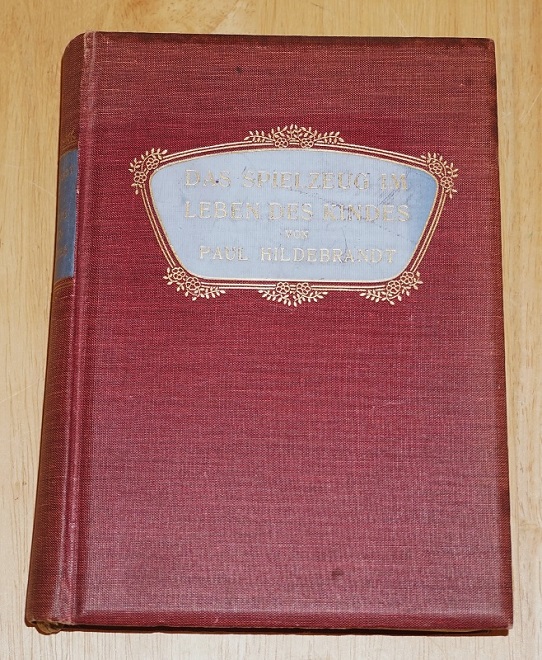 DAS SPIELZEUG IM
LEBEN DES KINDES
VON
PAUL HILDEBRANDT